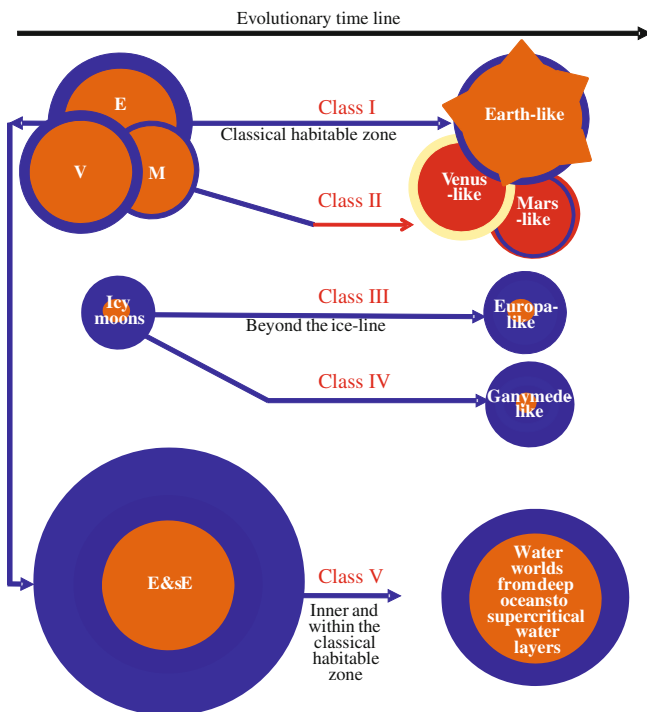 Evolutionary time line
E
V
M
Class I
Classical habitable zone
Earth-like
Class II
Venus
-like
Mars
-like
Icy
moons
Class III
Beyond the ice-line
Europa-
like
Class IV
Ganymede-
like
E&sE
Class V
Inner and
within the
classical
habitable
zone
Water
worlds
fromdeep
oceansto
supercritical
water
layers